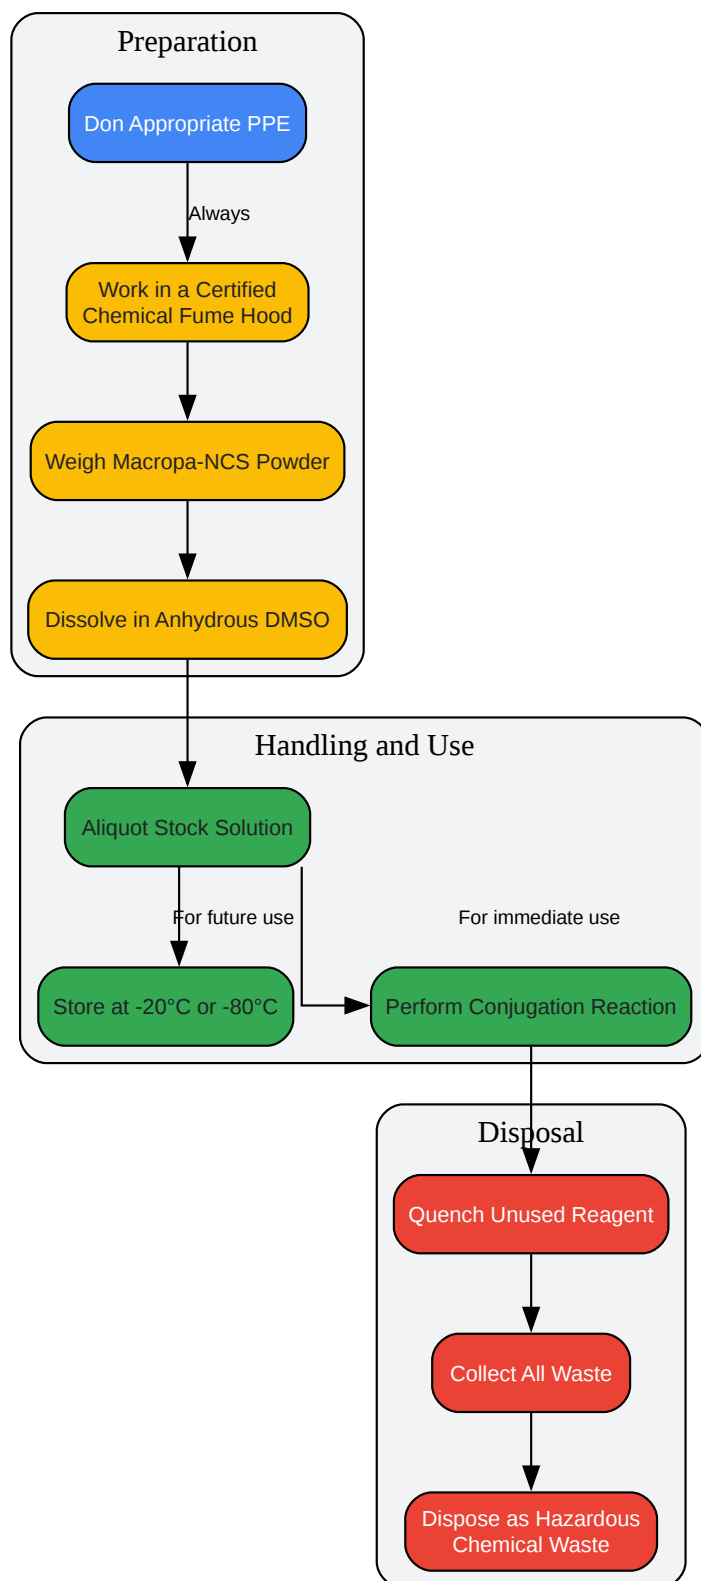 Preparation
Don Appropriate PPE
Always
Work in a Certified
Chemical Fume Hood
Weigh Macropa-NCS Powder
Dissolve in Anhydrous DMSO
Handling and Use
Aliquot Stock Solution
For future use
For immediate use
Store at -20°C or -80°C
Perform Conjugation Reaction
Disposal
Quench Unused Reagent
Collect All Waste
Dispose as Hazardous
Chemical Waste